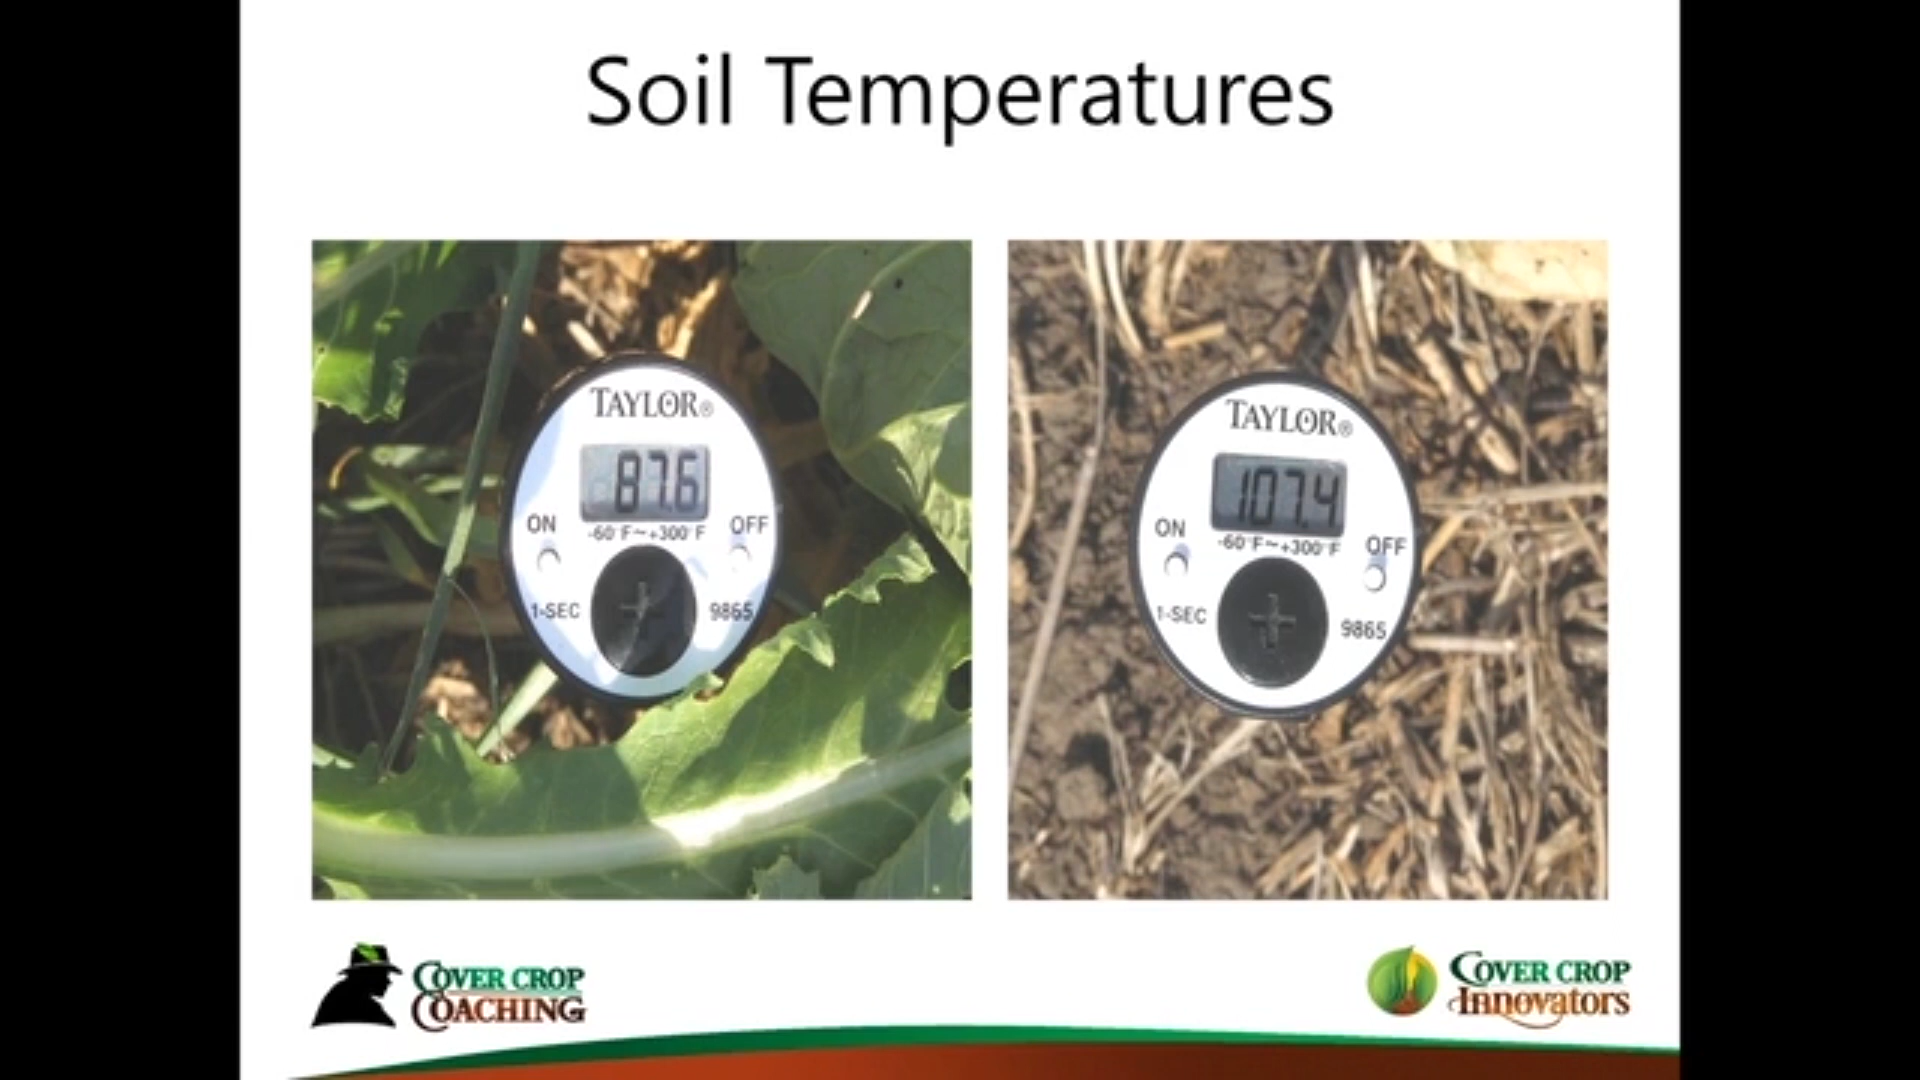 Soil Temperatures
TAYLOR®
87.6
-60°F~+300°F
ON
OFF
1-SEC
9865
TAYLOR®
107.4
-60°F~+300°F
ON
OFF
1-SEC
9865
COVER CROP
COACHING
COVER CROP
Innovators